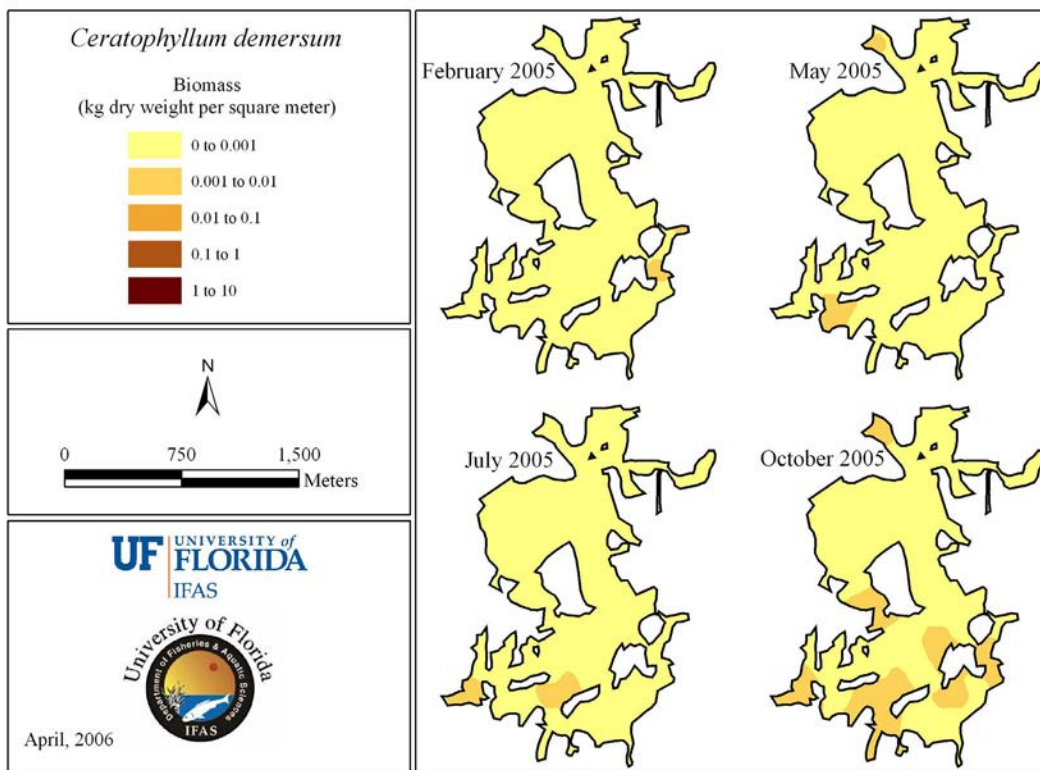 Ceratophyllum demersum
Biomass
(kg dry weight per square meter)
0 to 0.001
0.001 to 0.01
0.01 to 0.1
0.1 to 1
1 to 10
N
0 750 1,500
Meters
UF UNIVERSITY of
FLORIDA
IFAS
University of Florida
Department of Fisheries & Aquatic Sciences
IFAS
April, 2006
February 2005
May 2005
July 2005
October 2005